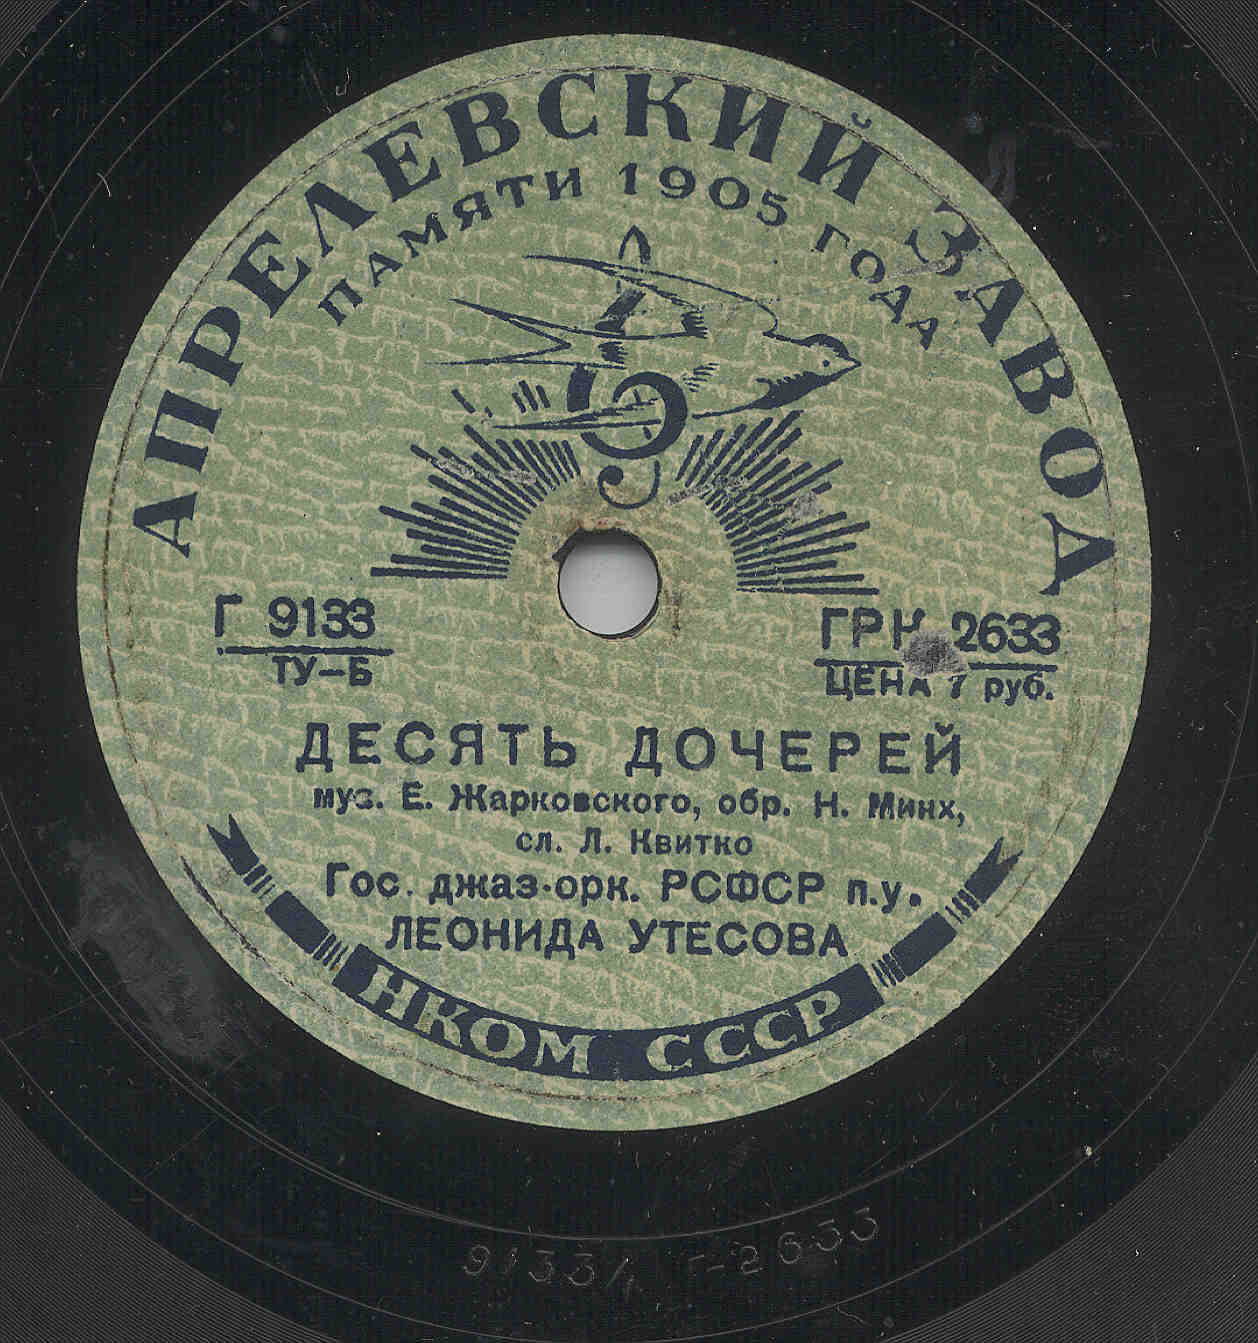 АПРЕЛЕВСКИЙ ЗАВОД
ПАМЯТИ 1905 ГОДА
Г 9133
ТУ-Б
ГРК 2633
ЦЕНА 7 руб.
ДЕСЯТЬ ДОЧЕРЕЙ
муз. Е. Жарковского, обр. Н. Минх,
сл. Л. Квитко
Гос. джаз-орк. РСФСР п.у.
ЛЕОНИДА УТЕСОВА
НКОМ СССР
9133